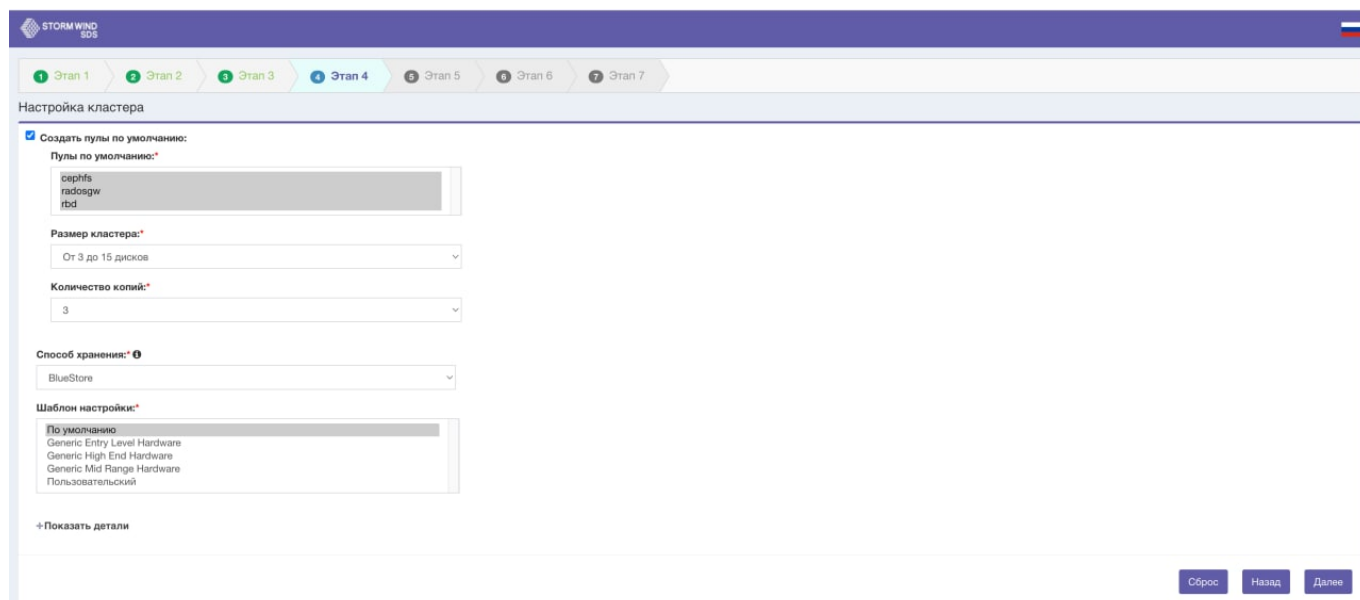 STORMWIND
SDS
1 Этап 1 2 Этап 2 3 Этап 3 4 Этап 4 5 Этап 5 6 Этап 6 7 Этап 7
Настройка кластера
Создать пулы по умолчанию:
Пулы по умолчанию:*
cephfs
radosgw
rbd
Размер кластера:*
От 3 до 15 дисков
Количество копий:*
3
Способ хранения:*
BlueStore
Шаблон настройки:*
По умолчанию
Generic Entry Level Hardware
Generic High End Hardware
Generic Mid Range Hardware
Пользовательский
+Показать детали
Сброс Назад Далее